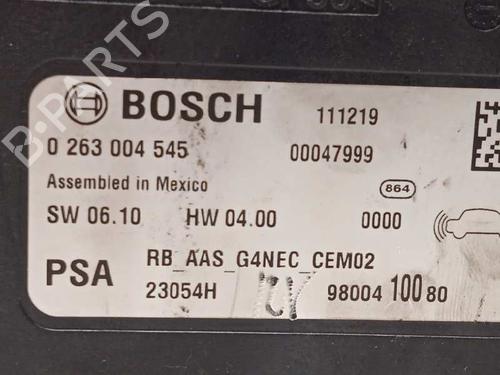 BOSCH 111219
0 263 004 545 00047999
Assembled in Mexico 864
SW 06.10 HW 04.00 0000
PSA RB_AAS_G4NEC_CEM02
23054H 98004 100 80
B-PARTS